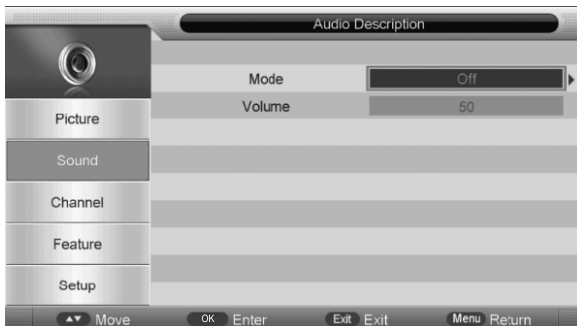 Audio Description
Mode Off
Volume 50
Picture
Sound
Channel
Feature
Setup
Move OK Enter Exit Exit Menu Return